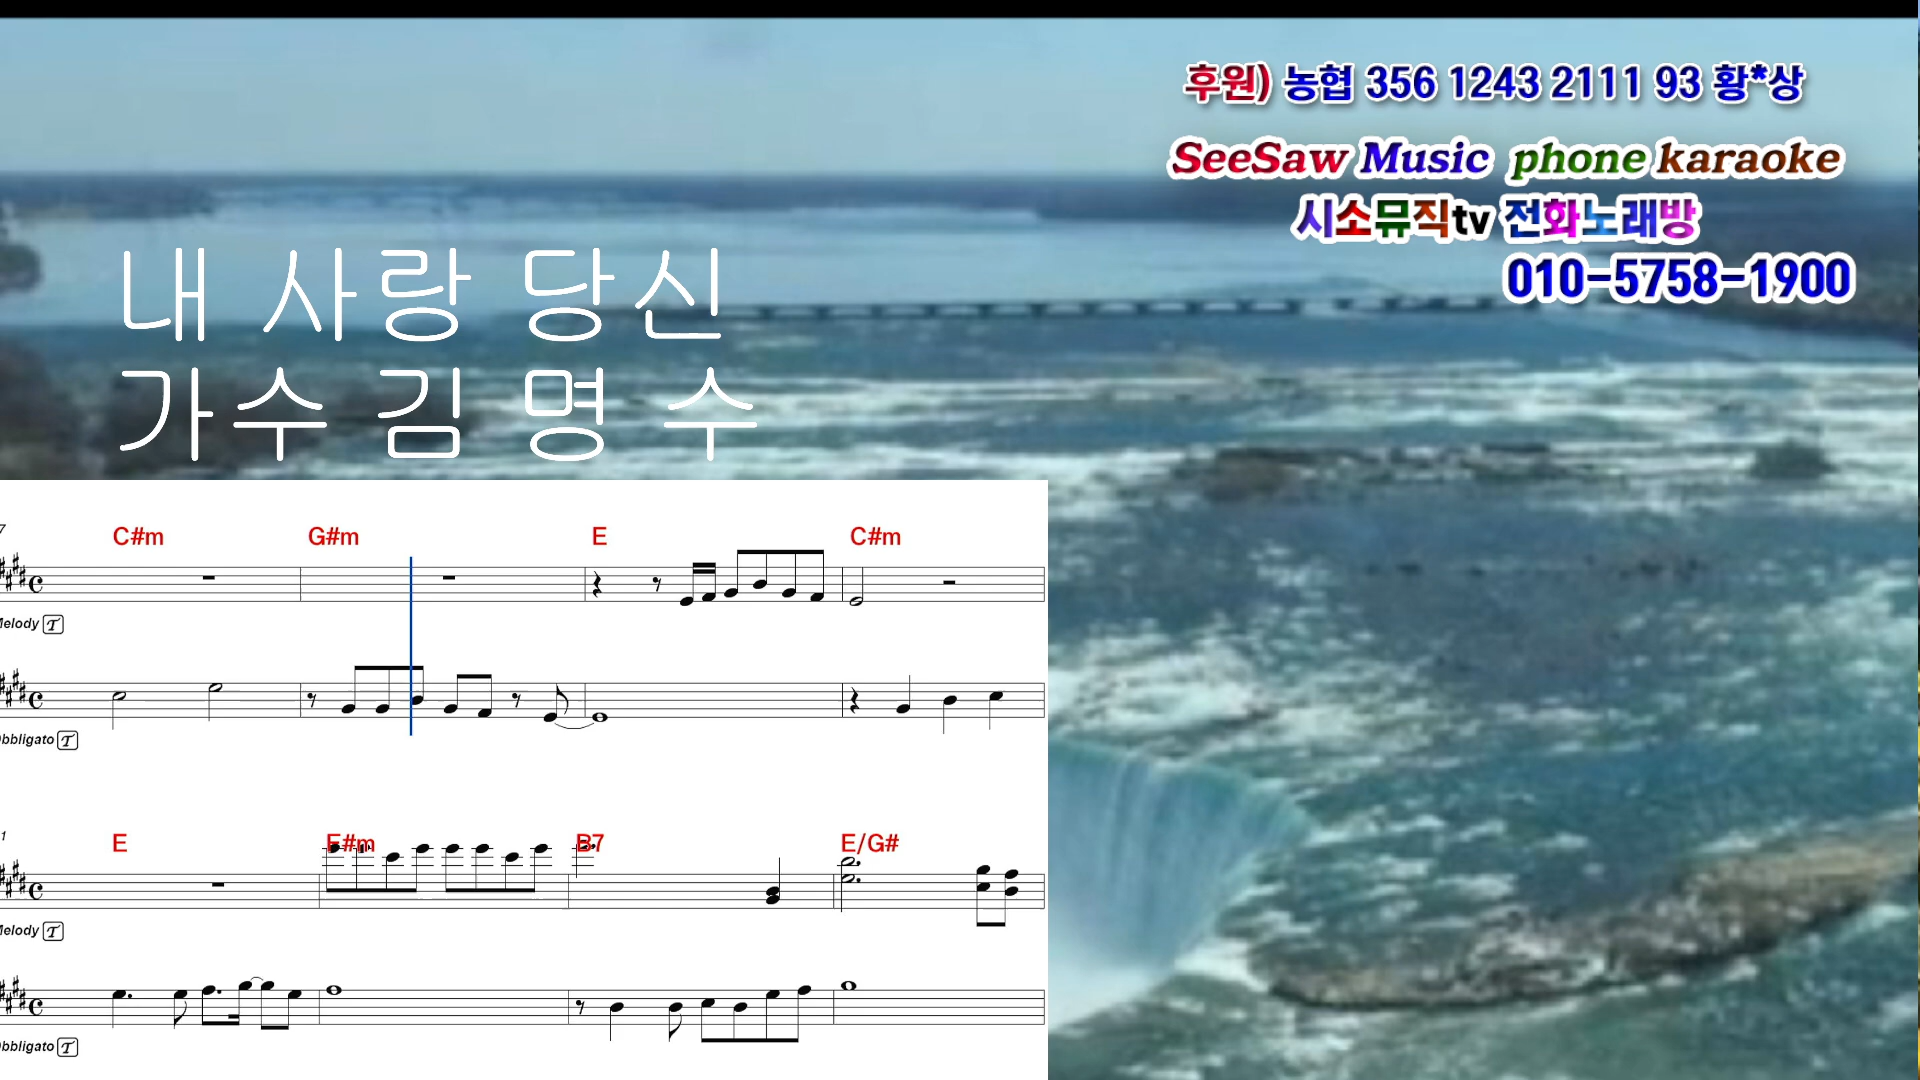 후원) 농협 356 1243 2111 93 황*상
SeeSaw Music phone karaoke
시소뮤직tv 전화노래방
010-5758-1900
내 사랑 당신
가수 김 명 수
7
C#m G#m E C#m
Melody T
Obbligato T
1
E F#m B7 E/G#
Melody T
Obbligato T